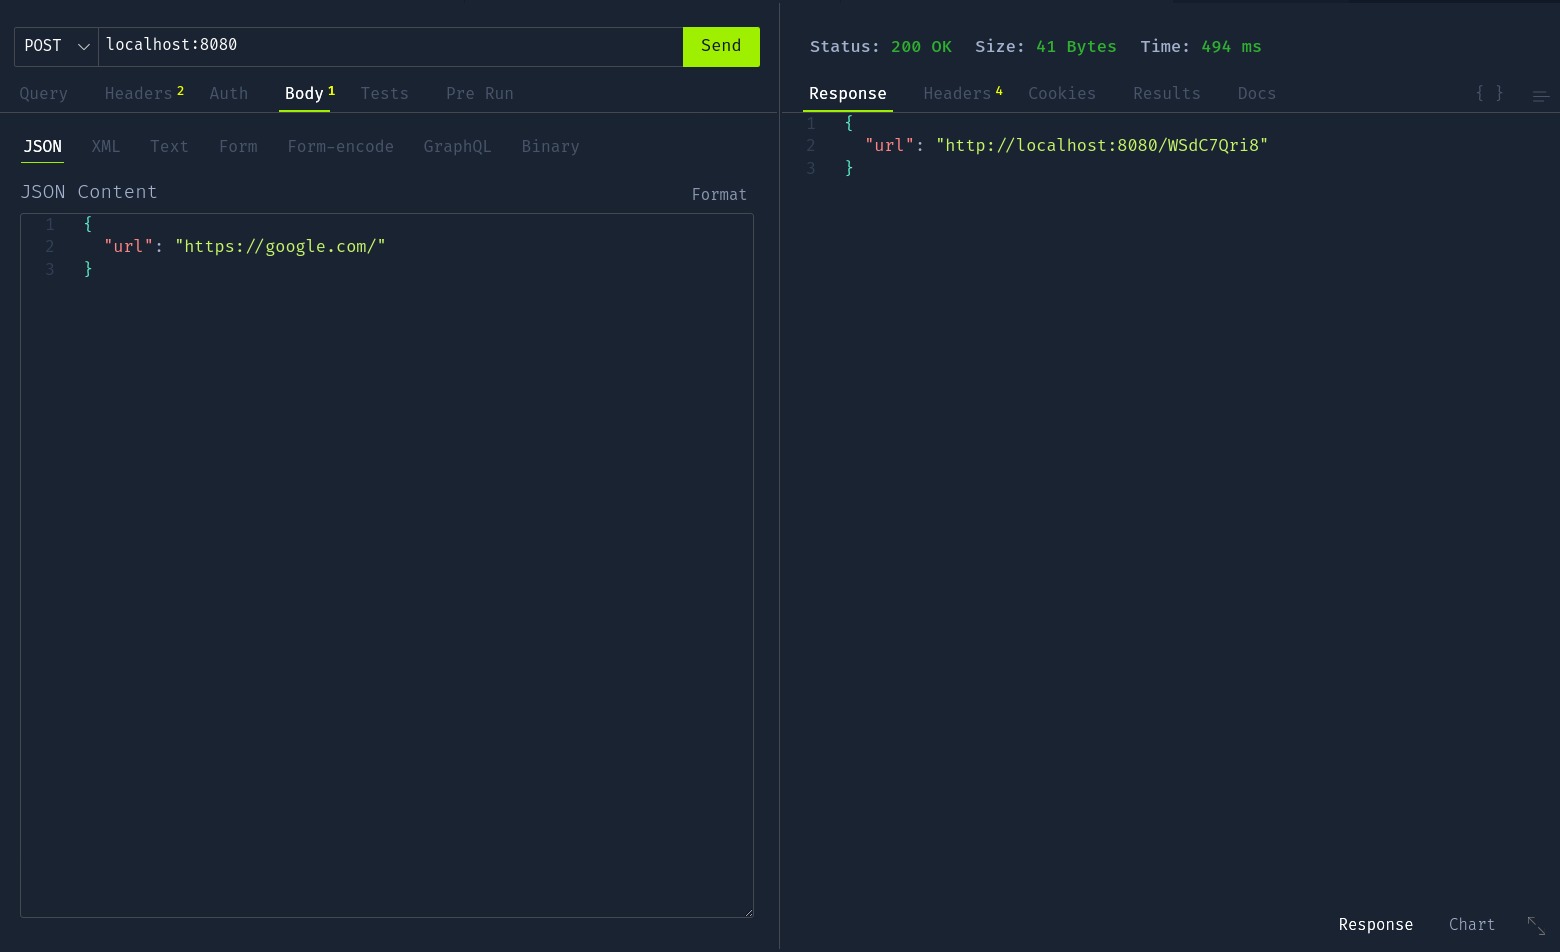 POST localhost:8080 Send
Query Headers 2 Auth Body 1 Tests Pre Run
JSON XML Text Form Form-encode GraphQL Binary
JSON Content Format
1 {
2 "url": "https://google.com/"
3 }
Status: 200 OK Size: 41 Bytes Time: 494 ms
Response Headers 4 Cookies Results Docs { }
1 {
2 "url": "http://localhost:8080/WSdC7Qri8"
3 }
Response Chart